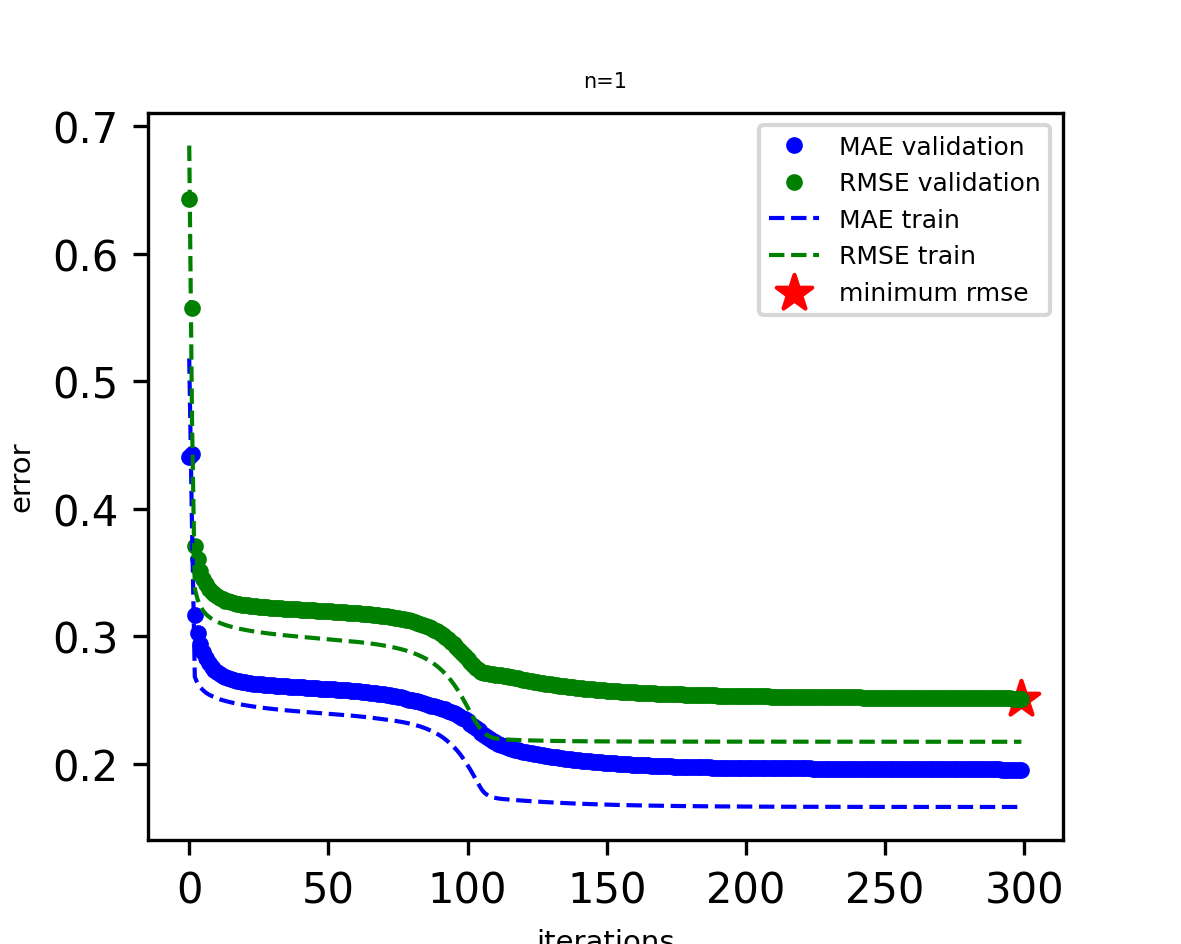 n=1
0.7
0.6
0.5
0.4
0.3
0.2
error
MAE validation
RMSE validation
MAE train
RMSE train
minimum rmse
0 50 100 150 200 250 300
iterations